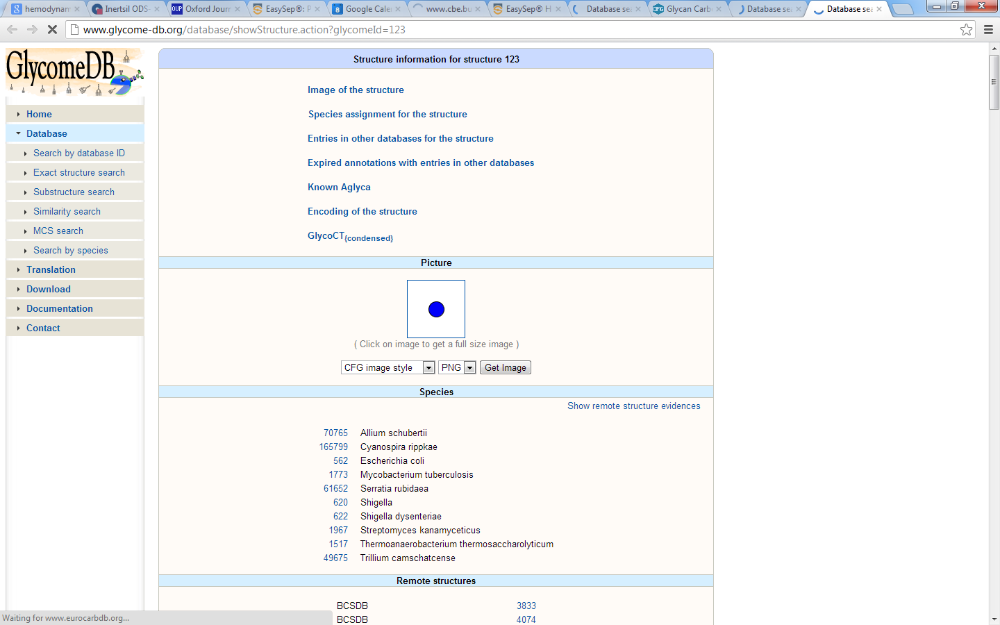 hemodynam
Inertsil ODS-
OUP Oxford Journ
EasySep®: P
8 Google Cale
www.cbe.bu
EasySep® H
Database sea
CFG Glycan Carb
Database sea
Database sea
www.glycome-db.org/database/showStructure.action?glycomeId=123
GlycomeDB
Home
Database
Search by database ID
Exact structure search
Substructure search
Similarity search
MCS search
Search by species
Translation
Download
Documentation
Contact
Structure information for structure 123
Image of the structure
Species assignment for the structure
Entries in other databases for the structure
Expired annotations with entries in other databases
Known Aglyca
Encoding of the structure
GlycoCT{condensed}
Picture
( Click on image to get a full size image )
CFG image style PNG Get Image
Species
Show remote structure evidences
70765 Allium schubertii
165799 Cyanospira rippkae
562 Escherichia coli
1773 Mycobacterium tuberculosis
61652 Serratia rubidaea
620 Shigella
622 Shigella dysenteriae
1967 Streptomyces kanamyceticus
1517 Thermoanaerobacterium thermosaccharolyticum
49675 Trillium camschatcense
Remote structures
BCSDB 3833
BCSDB 4074
Waiting for www.eurocarbdb.org...